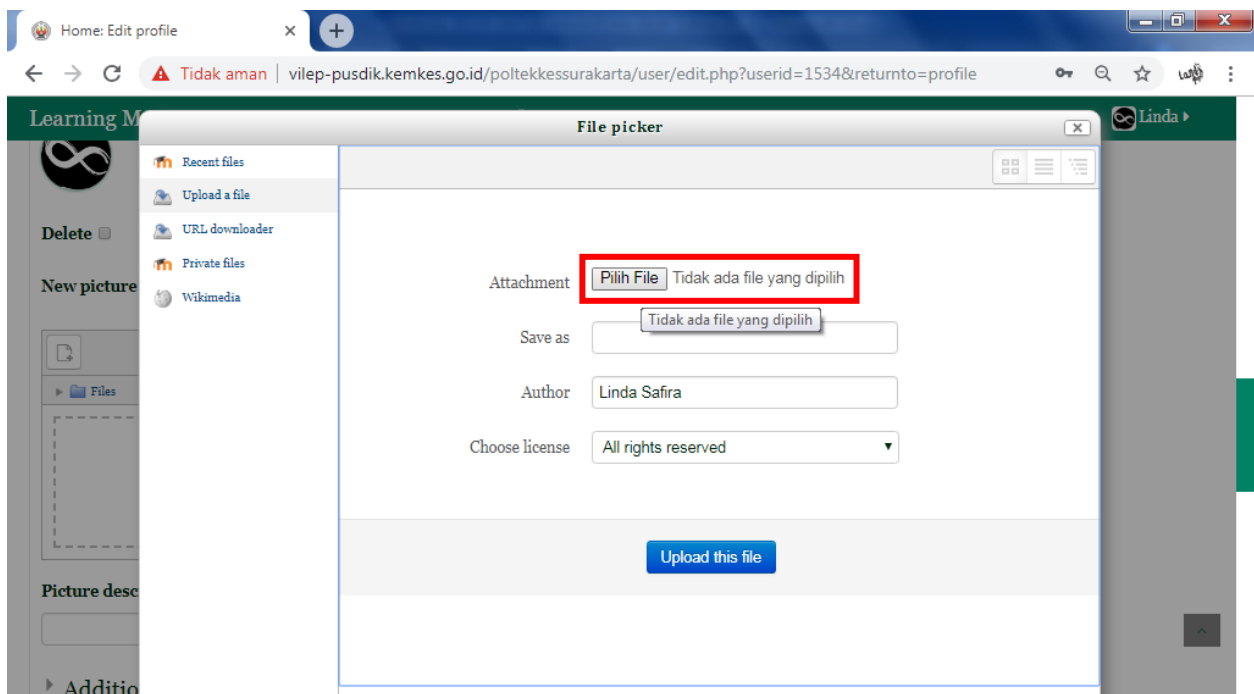 Home: Edit profile
Tidak aman | vilep-pusdik.kemkes.go.id/poltekkessurakarta/user/edit.php?userid=1534&returnto=profile
Learning M
Linda
File picker
Recent files
Upload a file
URL downloader
Private files
Wikimedia
Delete
New picture
Files
Picture desc
Additio
Attachment Pilih File Tidak ada file yang dipilih
Tidak ada file yang dipilih
Save as
Author Linda Safira
Choose license All rights reserved
Upload this file